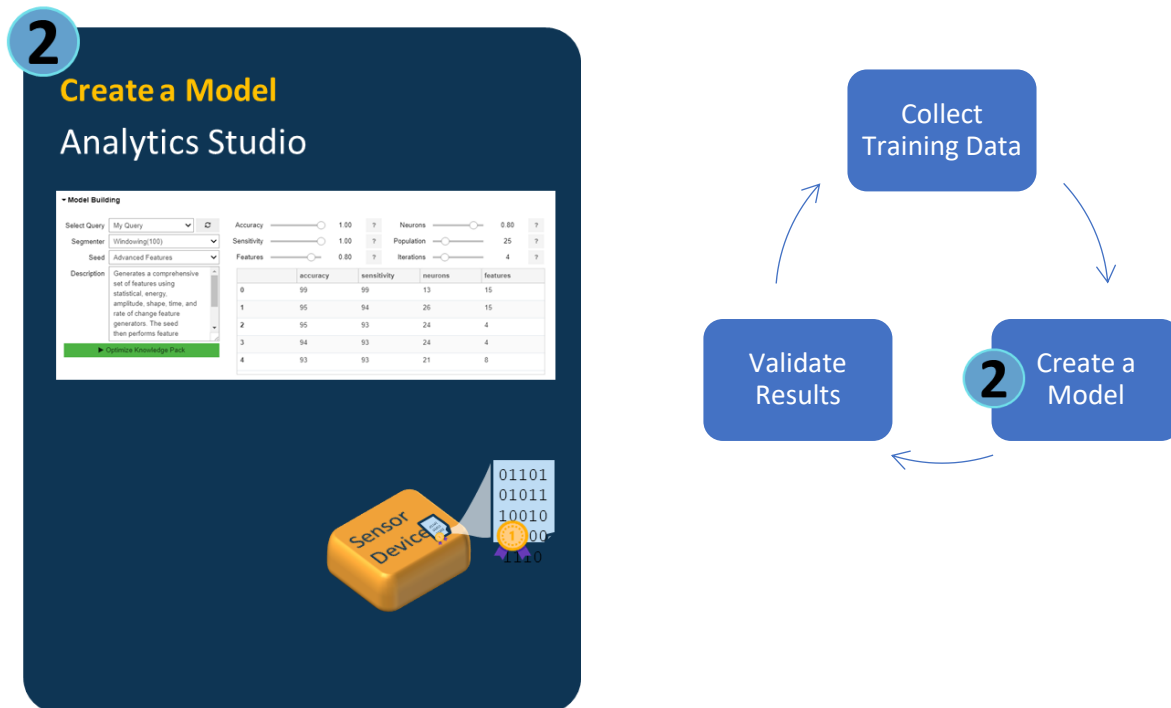 2
Create a Model
Analytics Studio
Model Building
Select Query My Query
Segmenter Windowing(100)
Seed Advanced Features
Description Generates a comprehensive
set of features using
statistical, energy,
amplitude, shape, time, and
rate of change feature
generators. The seed
then performs feature
Optimize Knowledge Pack
Accuracy 1.00 ? Neurons 0.80 ?
Sensitivity 1.00 ? Population 25 ?
Features 0.80 ? Iterations 4 ?
accuracy sensitivity neurons features
0 99 99 13 15
1 95 94 26 15
2 95 93 24 4
3 94 93 24 4
4 93 93 21 8
Sensor
Device
01101
01011
10010
1
00
1110
Collect
Training Data
Validate
Results
2
Create a
Model